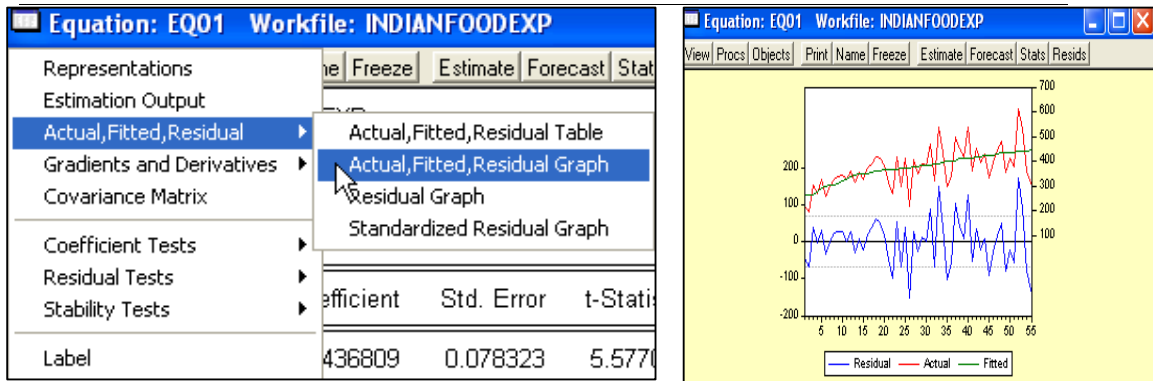 Equation: EQ01 Workfile: INDIANFOODEXP
Representations
Estimation Output
Actual,Fitted,Residual
Gradients and Derivatives
Covariance Matrix
Coefficient Tests
Residual Tests
Stability Tests
Label
Freeze Estimate Forecast Stat
Actual,Fitted,Residual Table
Actual,Fitted,Residual Graph
Residual Graph
Standardized Residual Graph
efficient Std. Error t-Statis
436809 0.078323 5.5770
Equation: EQ01 Workfile: INDIANFOODEXP
View Procs Objects Print Name Freeze Estimate Forecast Stats Resids
700
600
500
400
300
200
100
200
100
0
-100
-200
5 10 15 20 25 30 35 40 45 50 55
Residual Actual Fitted